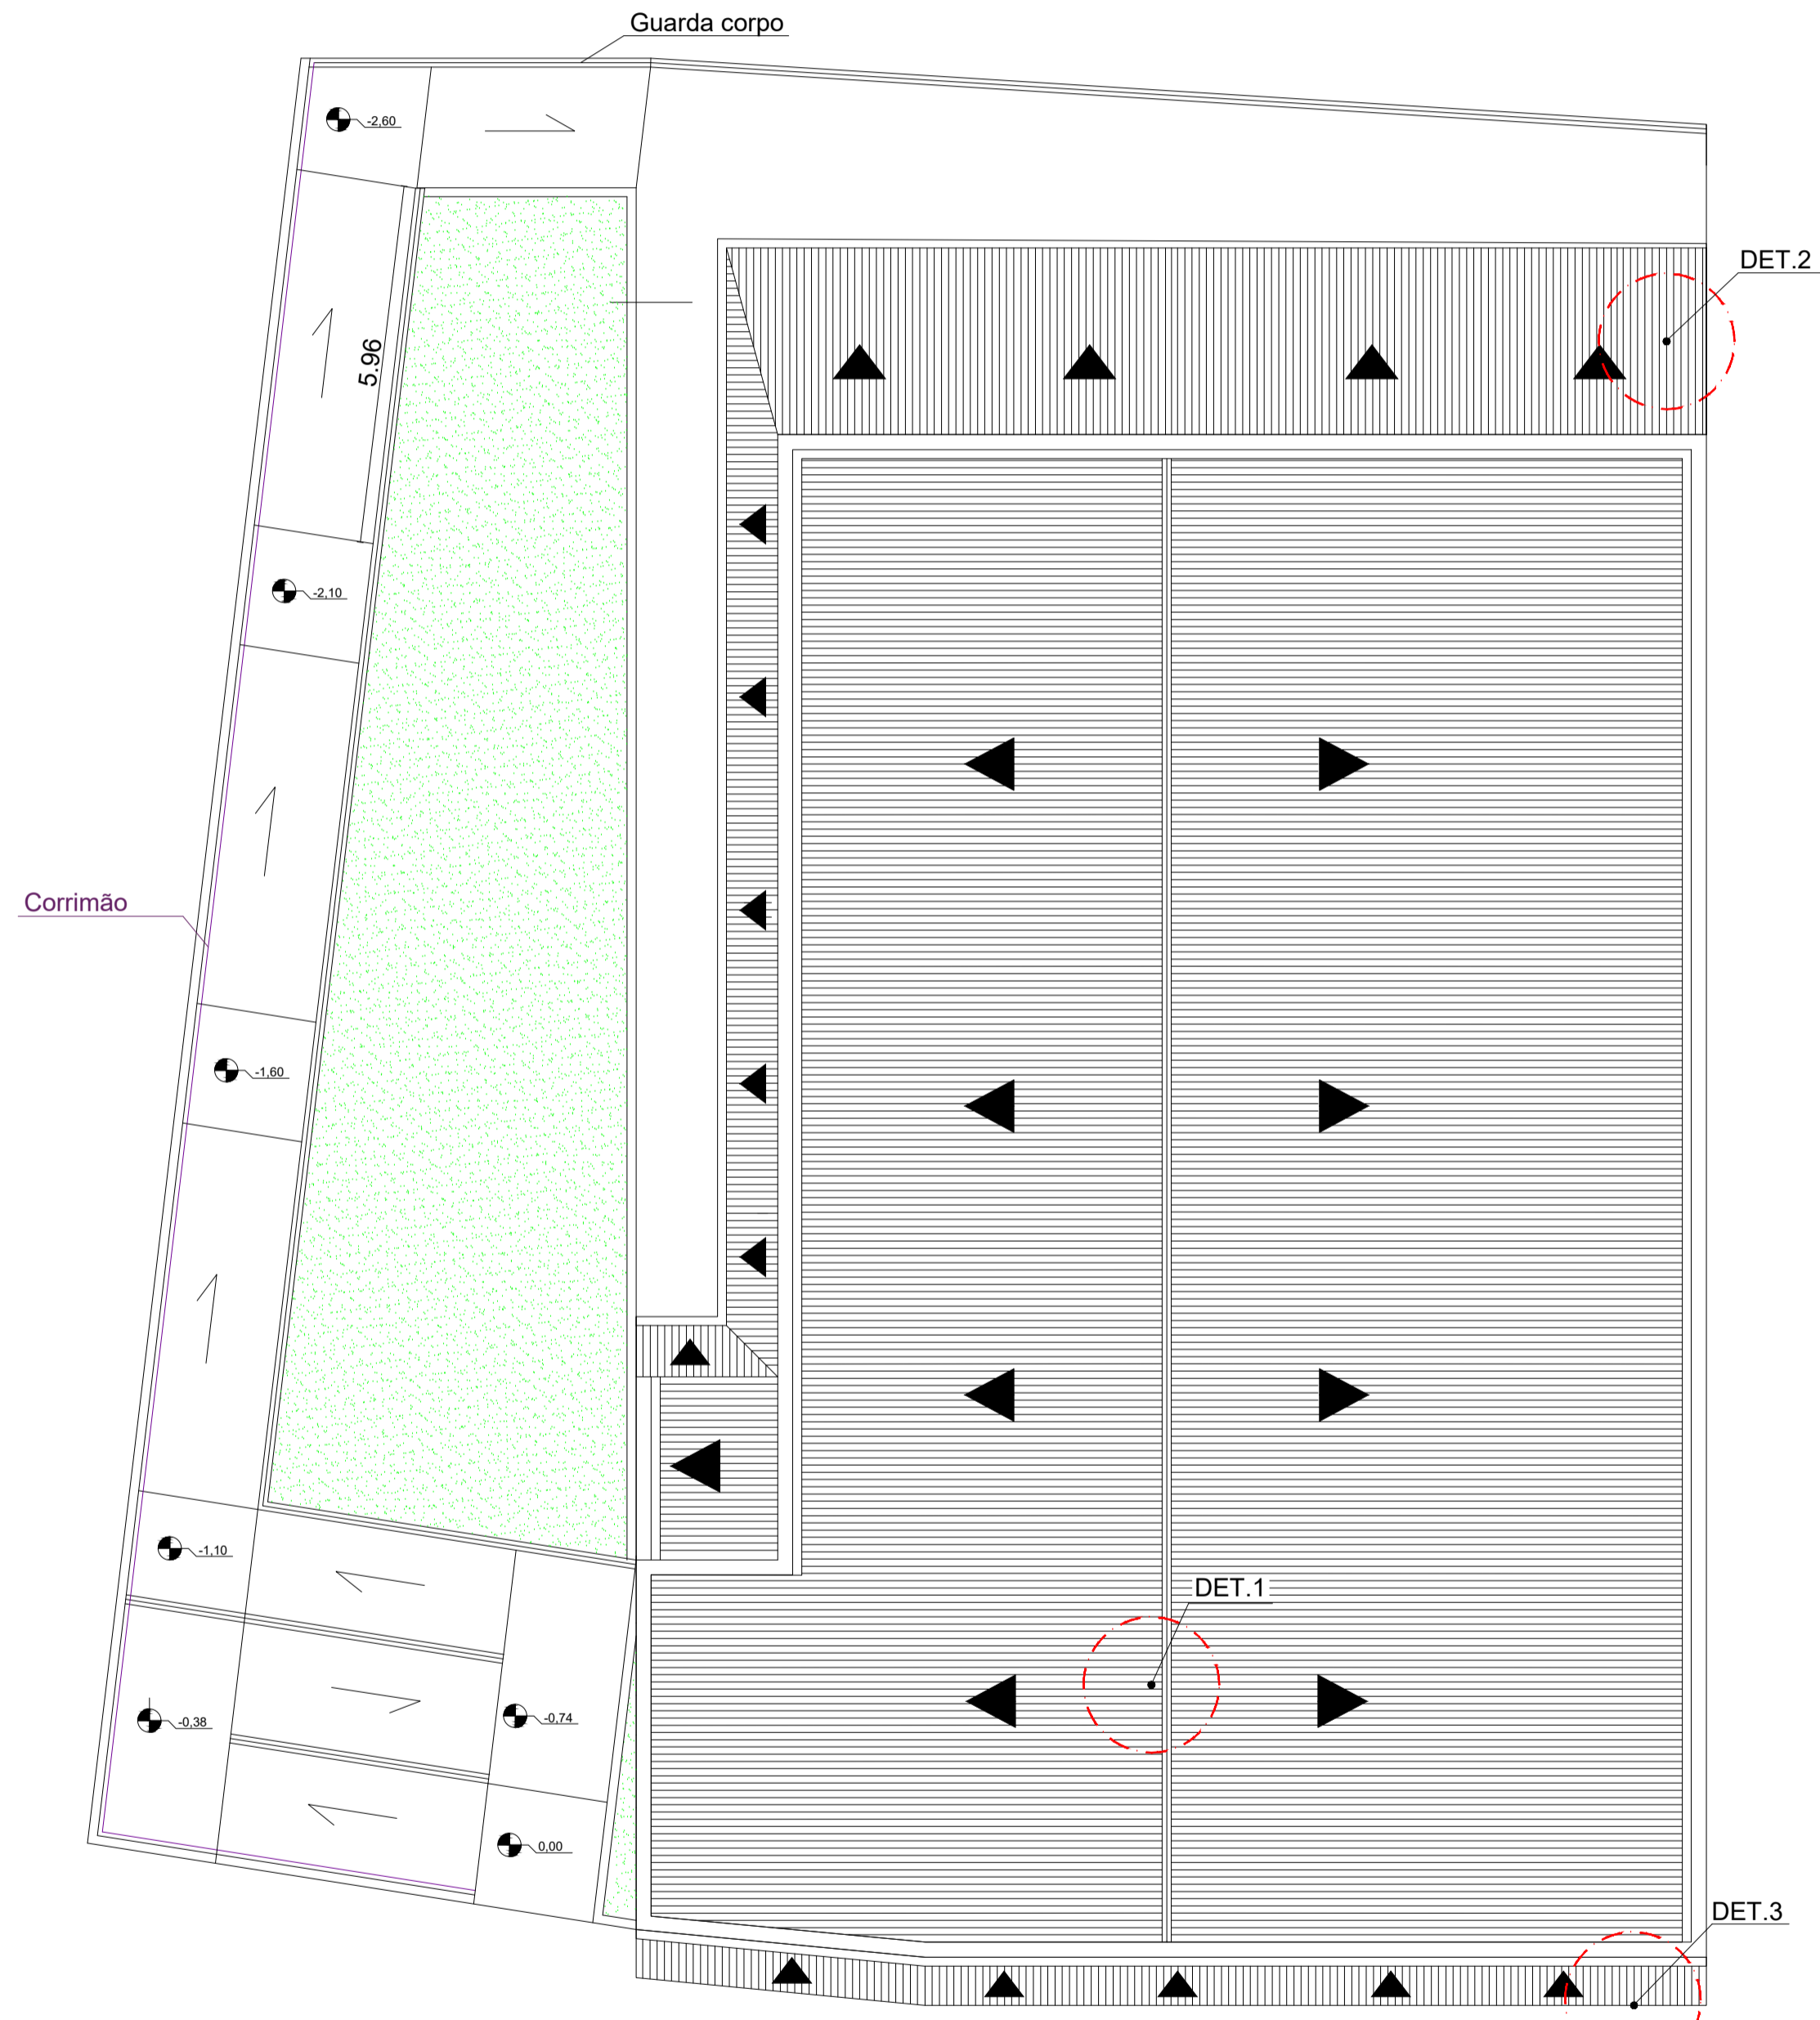 Guarda corpo
-2,60
DET.2
5.96
-2,10
Corrimão
-1,60
-1,10
DET.1
-0,38
-0,74
0,00
DET.3